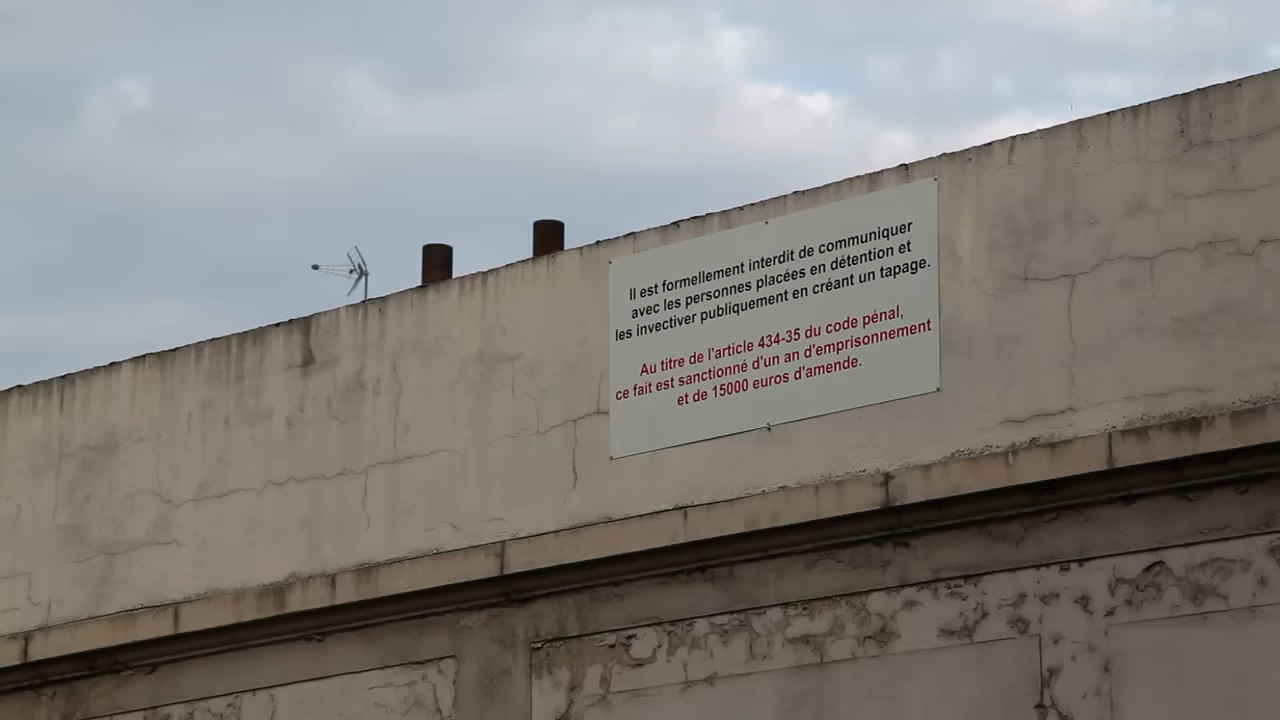 Il est formellement interdit de communiquer
avec les personnes placées en détention et
les invectiver publiquement en créant un tapage.
Au titre de l'article 434-35 du code pénal,
ce fait est sanctionné d'un an d'emprisonnement
et de 15000 euros d'amende.